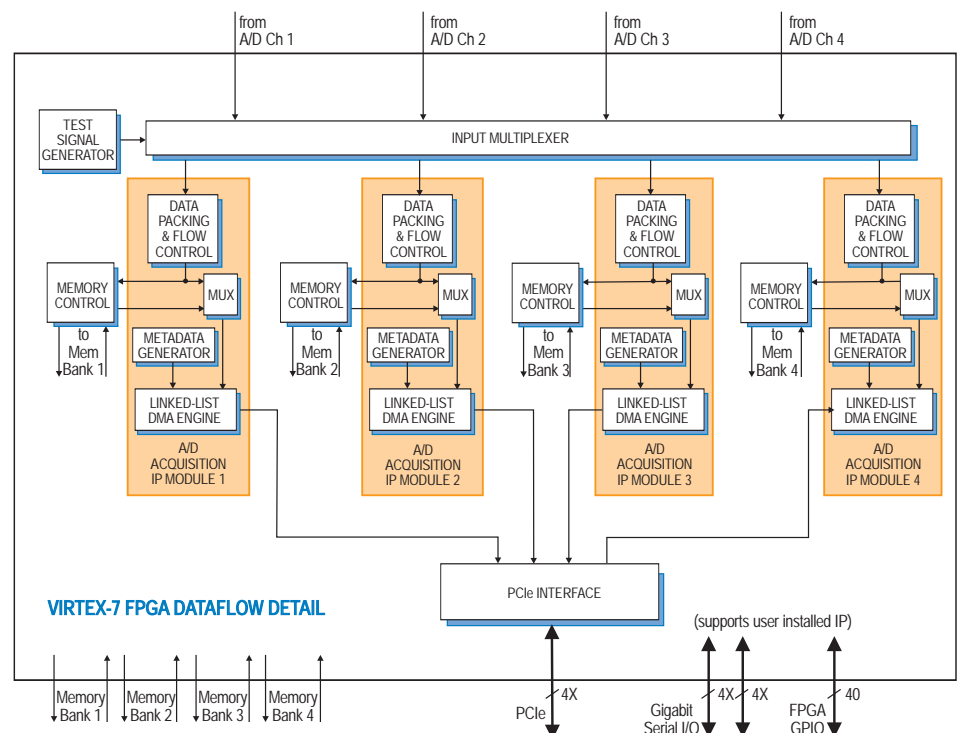 from
A/D Ch 1
from
A/D Ch 2
from
A/D Ch 3
from
A/D Ch 4
TEST
SIGNAL
GENERATOR
INPUT MULTIPLEXER
DATA
PACKING
& FLOW
CONTROL
DATA
PACKING
& FLOW
CONTROL
DATA
PACKING
& FLOW
CONTROL
DATA
PACKING
& FLOW
CONTROL
MEMORY
CONTROL
MUX
MEMORY
CONTROL
MUX
MEMORY
CONTROL
MUX
MEMORY
CONTROL
MUX
to
Mem
Bank 1
METADATA
GENERATOR
to
Mem
Bank 2
METADATA
GENERATOR
to
Mem
Bank 3
METADATA
GENERATOR
to
Mem
Bank 4
METADATA
GENERATOR
LINKED-LIST
DMA ENGINE
LINKED-LIST
DMA ENGINE
LINKED-LIST
DMA ENGINE
LINKED-LIST
DMA ENGINE
A/D
ACQUISITION
IP MODULE 1
A/D
ACQUISITION
IP MODULE 2
A/D
ACQUISITION
IP MODULE 3
A/D
ACQUISITION
IP MODULE 4
PCIe INTERFACE
VIRTEX-7 FPGA DATAFLOW DETAIL
(supports user installed IP)
Memory
Bank 1
Memory
Bank 2
Memory
Bank 3
Memory
Bank 4
4X
PCIe
4X
4X
Gigabit
Serial I/O
40
FPGA
GPIO